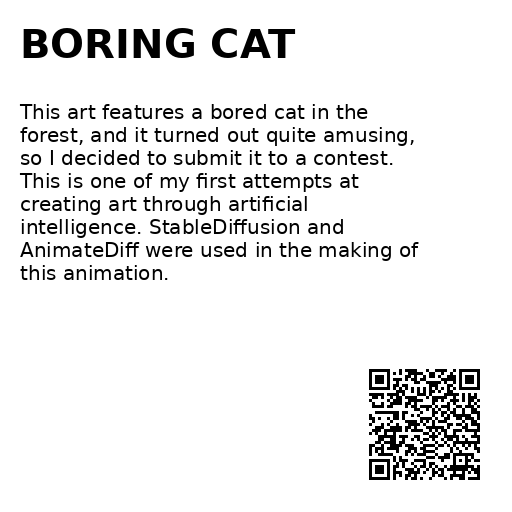 BORING CAT
This art features a bored cat in the
forest, and it turned out quite amusing,
so I decided to submit it to a contest.
This is one of my first attempts at
creating art through artificial
intelligence. StableDiffusion and
AnimateDiff were used in the making of
this animation.